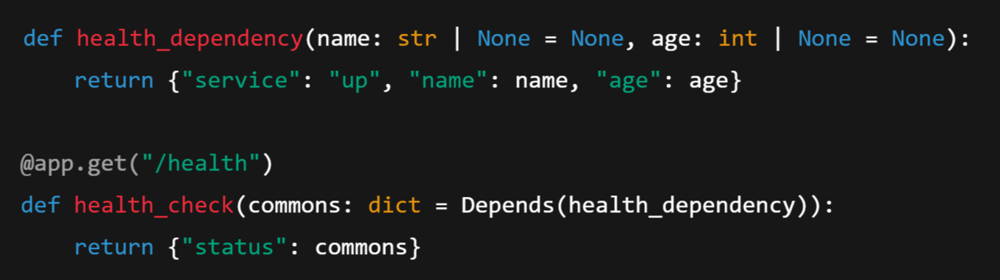 def health_dependency(name: str | None = None, age: int | None = None):
    return {"service": "up", "name": name, "age": age}
@app.get("/health")
def health_check(commons: dict = Depends(health_dependency)):
    return {"status": commons}